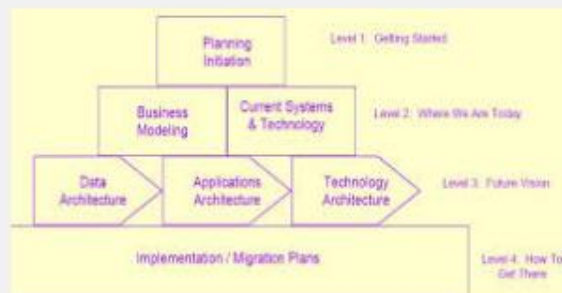 Planning
Initiation
Level 1: Getting Started
Business
Modeling
Current Systems
& Technology
Level 2: Where We Are Today
Data
Architecture
Applications
Architecture
Technology
Architecture
Level 3: Future Vision
Implementation / Migration Plans
Level 4: How To
Get There